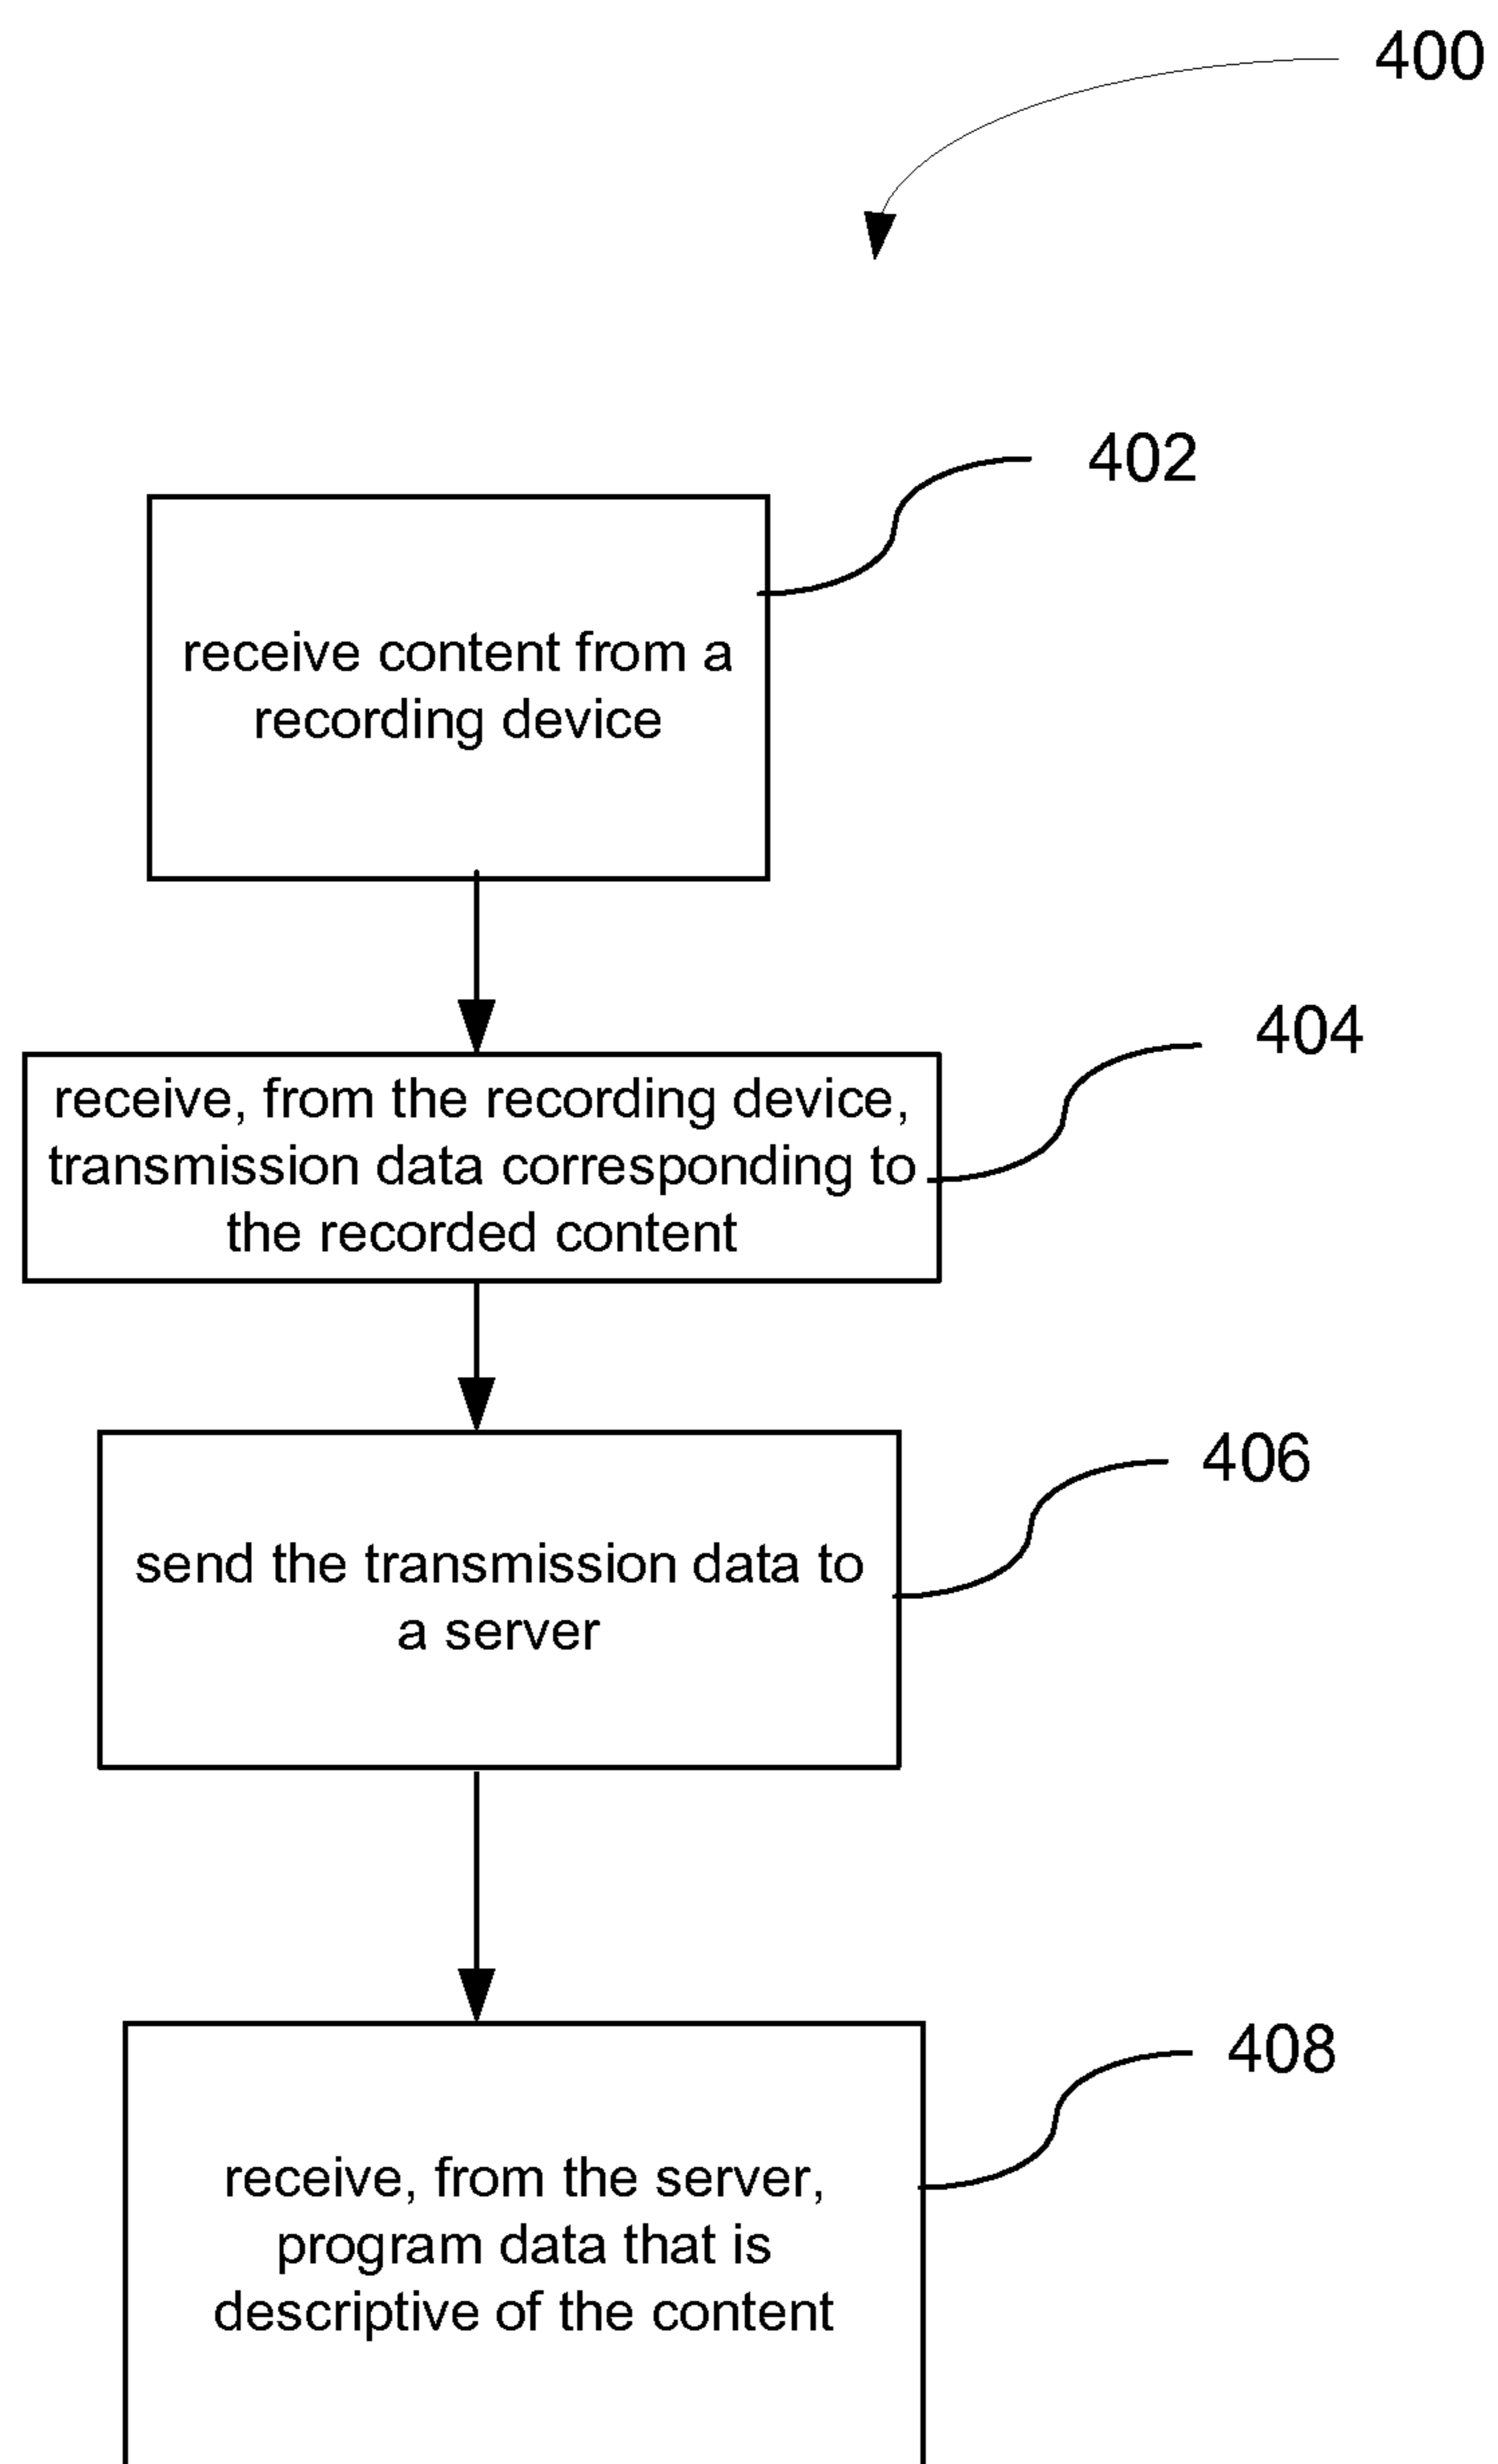 400
402
receive content from a
recording device
404
receive, from the recording device,
transmission data corresponding to
the recorded content
406
send the transmission data to
a server
408
receive, from the server,
program data that is
descriptive of the content